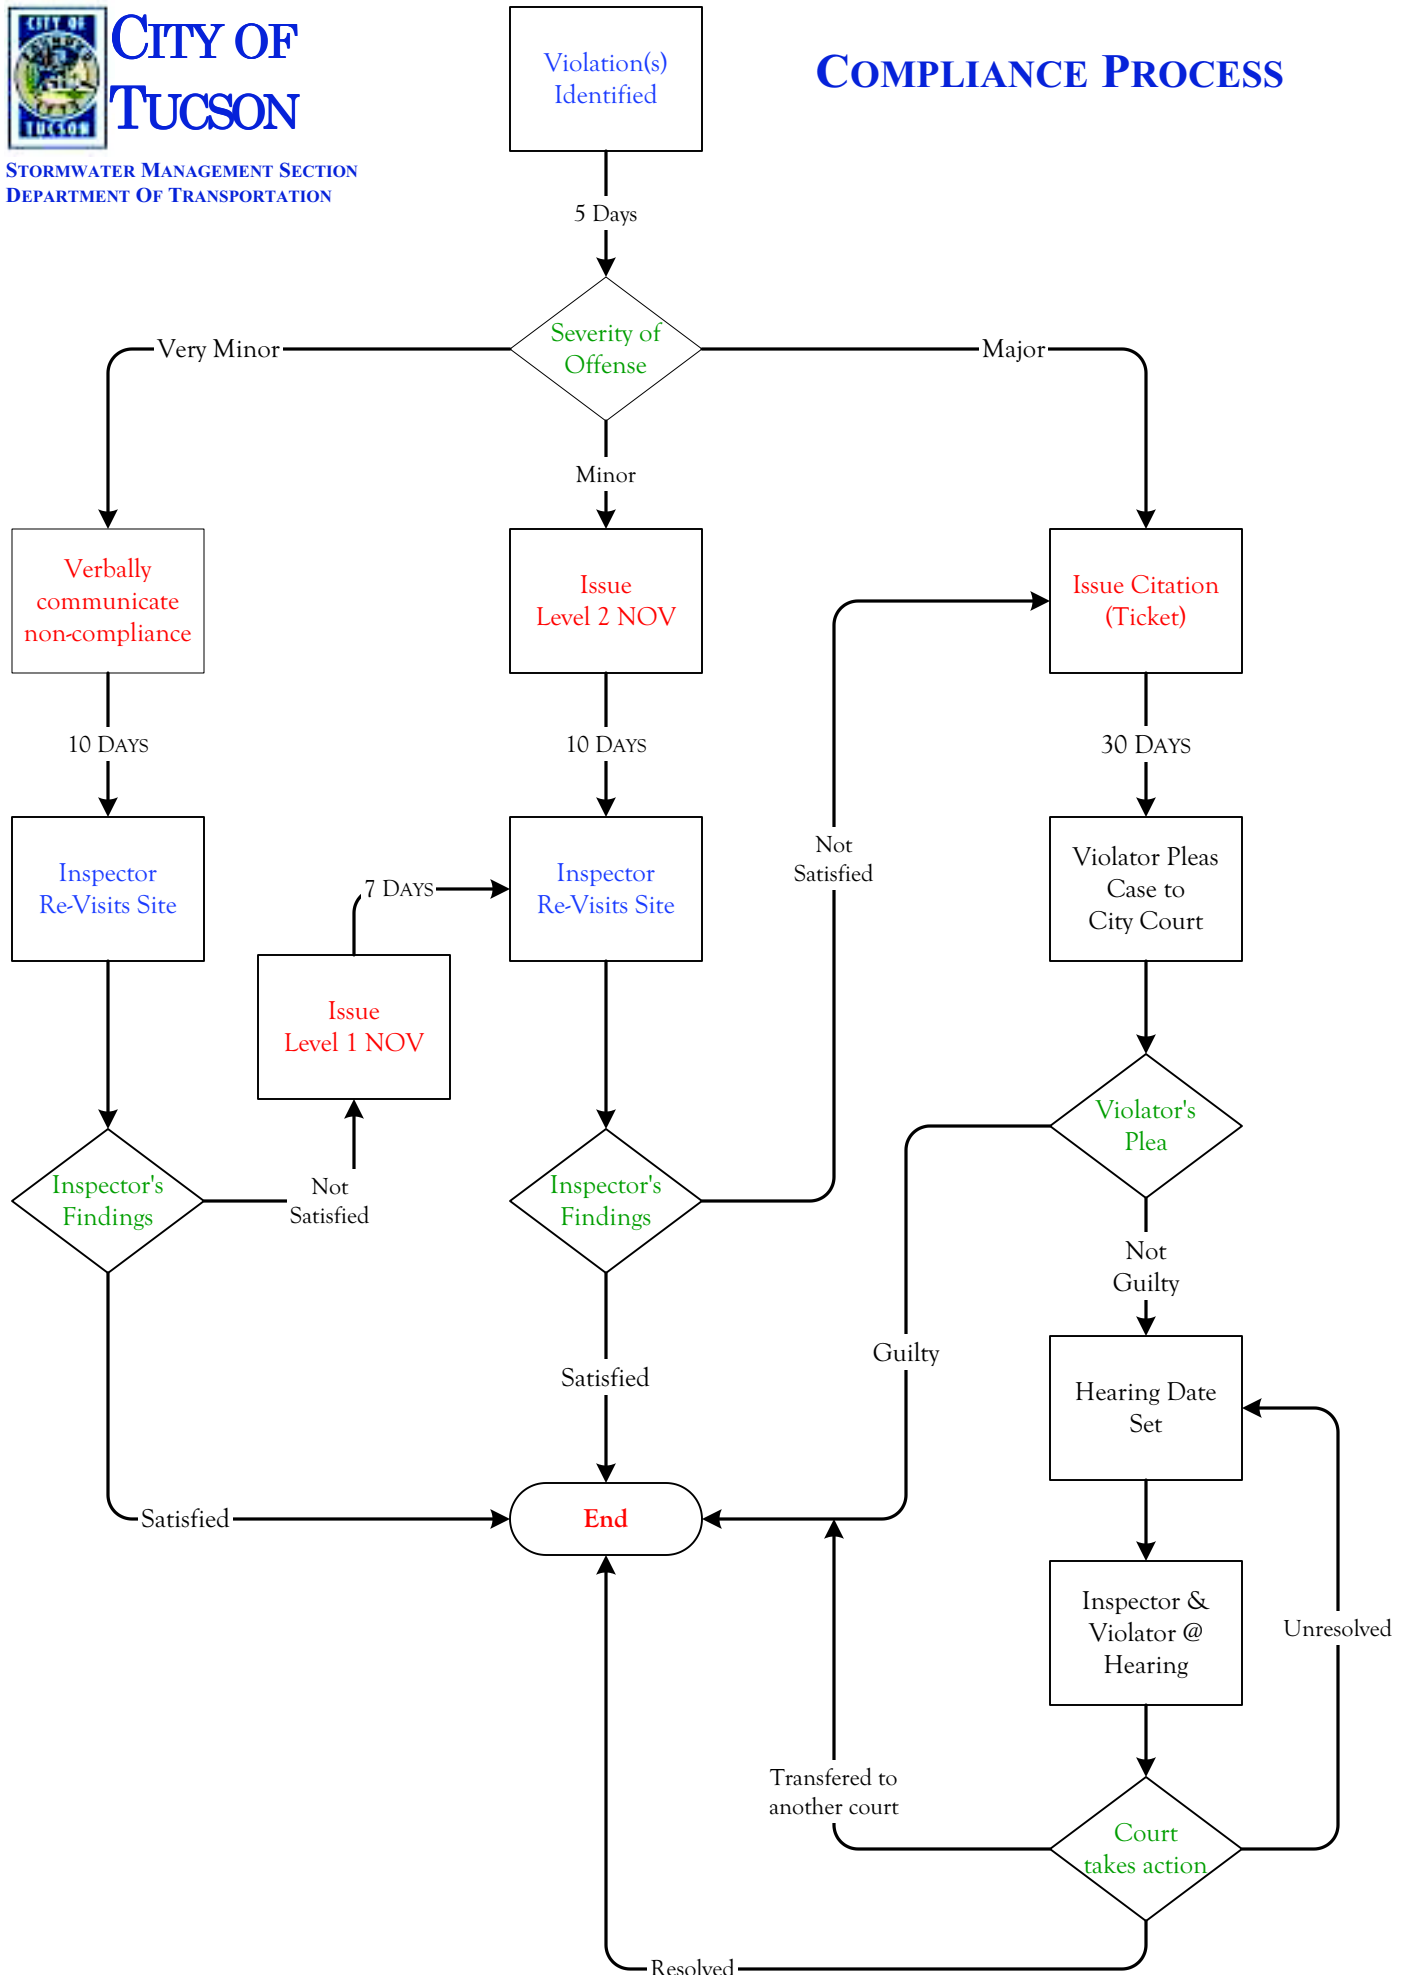 CITY OF
TUCSON
CITY OF
TUCSON
STORMWATER MANAGEMENT SECTION
DEPARTMENT OF TRANSPORTATION
COMPLIANCE PROCESS
Violation(s)
Identified
5 Days
Severity of
Offense
Very Minor
Major
Minor
Verbally
communicate
non-compliance
Issue
Level 2 NOV
Issue Citation
(Ticket)
10 DAYS
10 DAYS
30 DAYS
Inspector
Re-Visits Site
7 DAYS
Inspector
Re-Visits Site
Not
Satisfied
Violator Pleas
Case to
City Court
Issue
Level 1 NOV
Violator's
Plea
Inspector's
Findings
Not
Satisfied
Inspector's
Findings
Not
Guilty
Guilty
Satisfied
Hearing Date
Set
Satisfied
End
Inspector &
Violator @
Hearing
Unresolved
Transfered to
another court
Court
takes action
Resolved